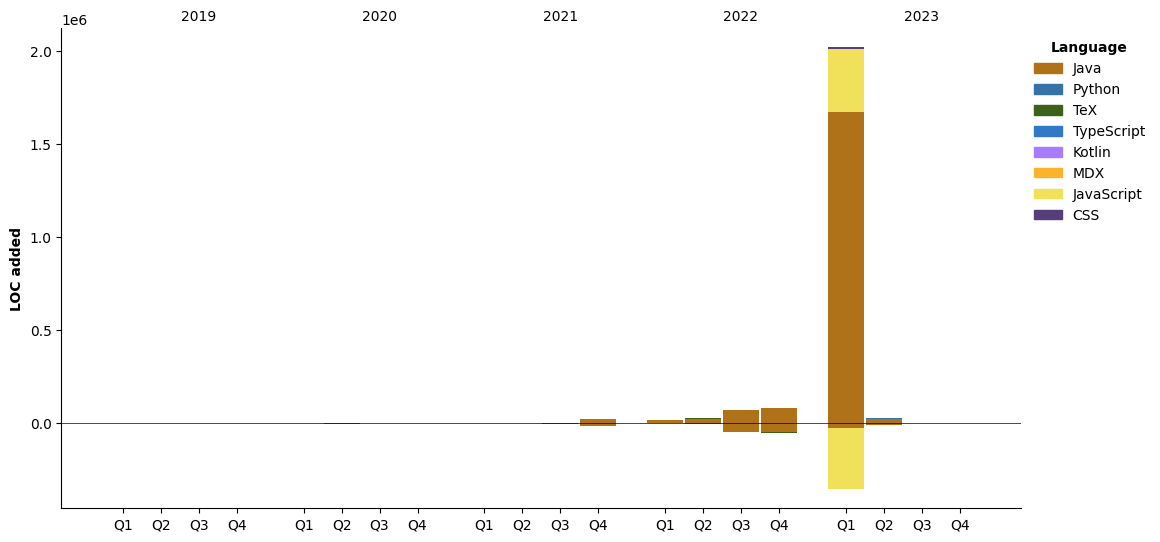 2019 2020 2021 2022 2023
1e6
2.0
1.5
1.0
0.5
0.0
LOC added
Q1 Q2 Q3 Q4 Q1 Q2 Q3 Q4 Q1 Q2 Q3 Q4 Q1 Q2 Q3 Q4 Q1 Q2 Q3 Q4
Language
Java
Python
TeX
TypeScript
Kotlin
MDX
JavaScript
CSS